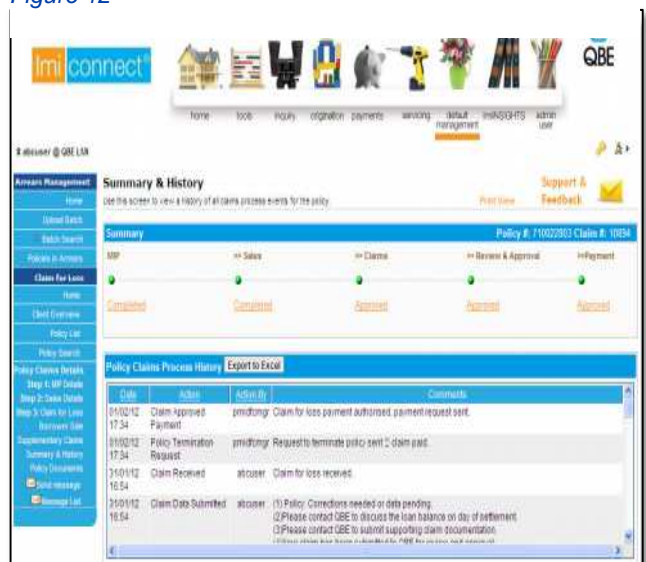 Figure 12
lmi connect
QBE
home tools inquiry origination payments servicing default management lmiINSIGHTS admin user
abcuser @ QBE LMI
Arrears Management
Home
Upload Batch
Batch Search
Policies in Arrears
Claim For Loss
Home
Client Overview
Policy List
Policy Search
Policy Claims Details
Step 1: MIP Details
Step 2: Sales Details
Step 3: Claim for Loss
Borrower Sale
Supplementary Claims
Summary & History
Policy Documents
Send message
Message List
Summary & History
Use this screen to view a history of all claims process events for the policy.
Print View
Support & Feedback
Summary Policy #: 710022803 Claim #: 10894
MIP >> Sales >> Claims >> Review & Approval >>Payment
Completed Completed Approved Approved Approved
Policy Claims Process History Export to Excel
Date Action Action By Comments
01/02/12 17:34 Claim Approved Payment pmidfcmgr Claim for loss payment authorised, payment request sent.
01/02/12 17:34 Policy Termination Request pmidfcmgr Request to terminate policy sent claim paid.
31/01/12 16:54 Claim Received abcuser Claim for loss received.
31/01/12 16:54 Claim Data Submitted abcuser (1) Policy: Corrections needed or data pending.
(2)Please contact QBE to discuss the loan balance on day of settlement
(3)Please contact QBE to submit supporting claim documentation